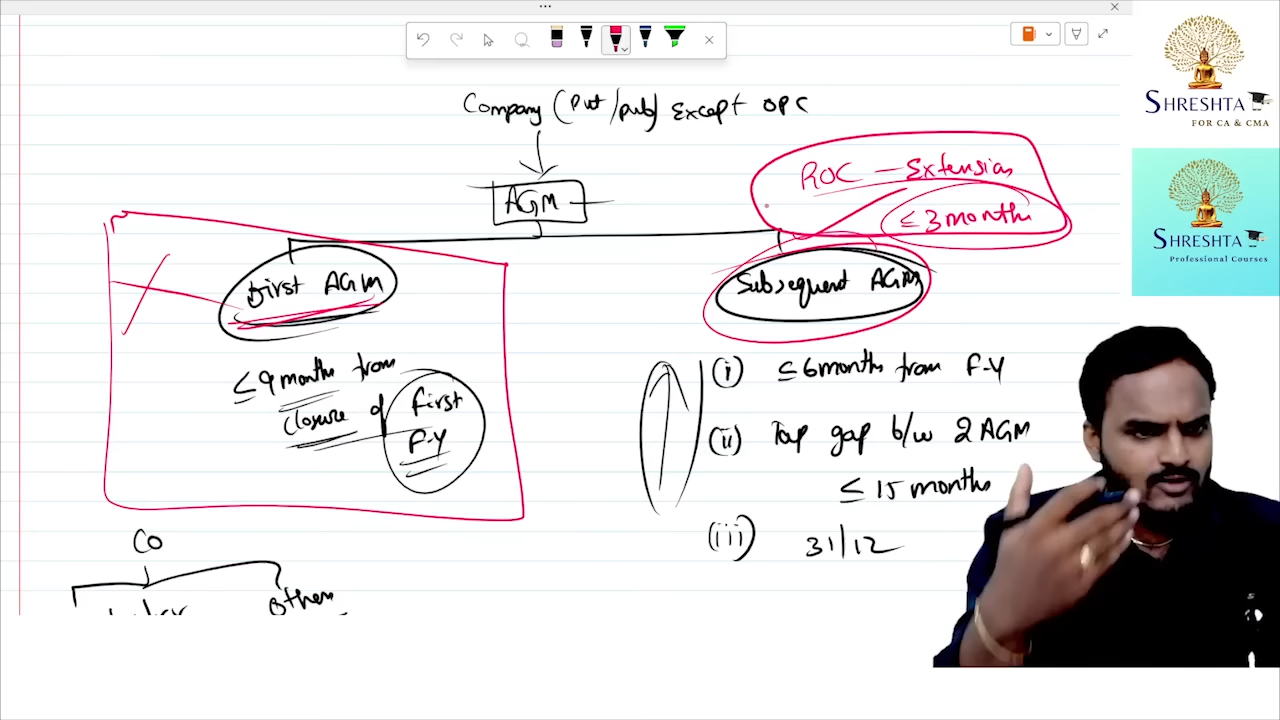 Company (Pvt/pub) Except OPC
AGM
ROC - Extension
≤ 3 months
First AGM
≤ 9 months from
closure of first
F-Y
Subsequent AGM
(i) ≤ 6 months from F-Y
(ii) gap b/w 2 AGM
≤ 15 months
(iii) 31/12
CO
Others
SHRESHTA
FOR CA & CMA
SHRESHTA
Professional Courses